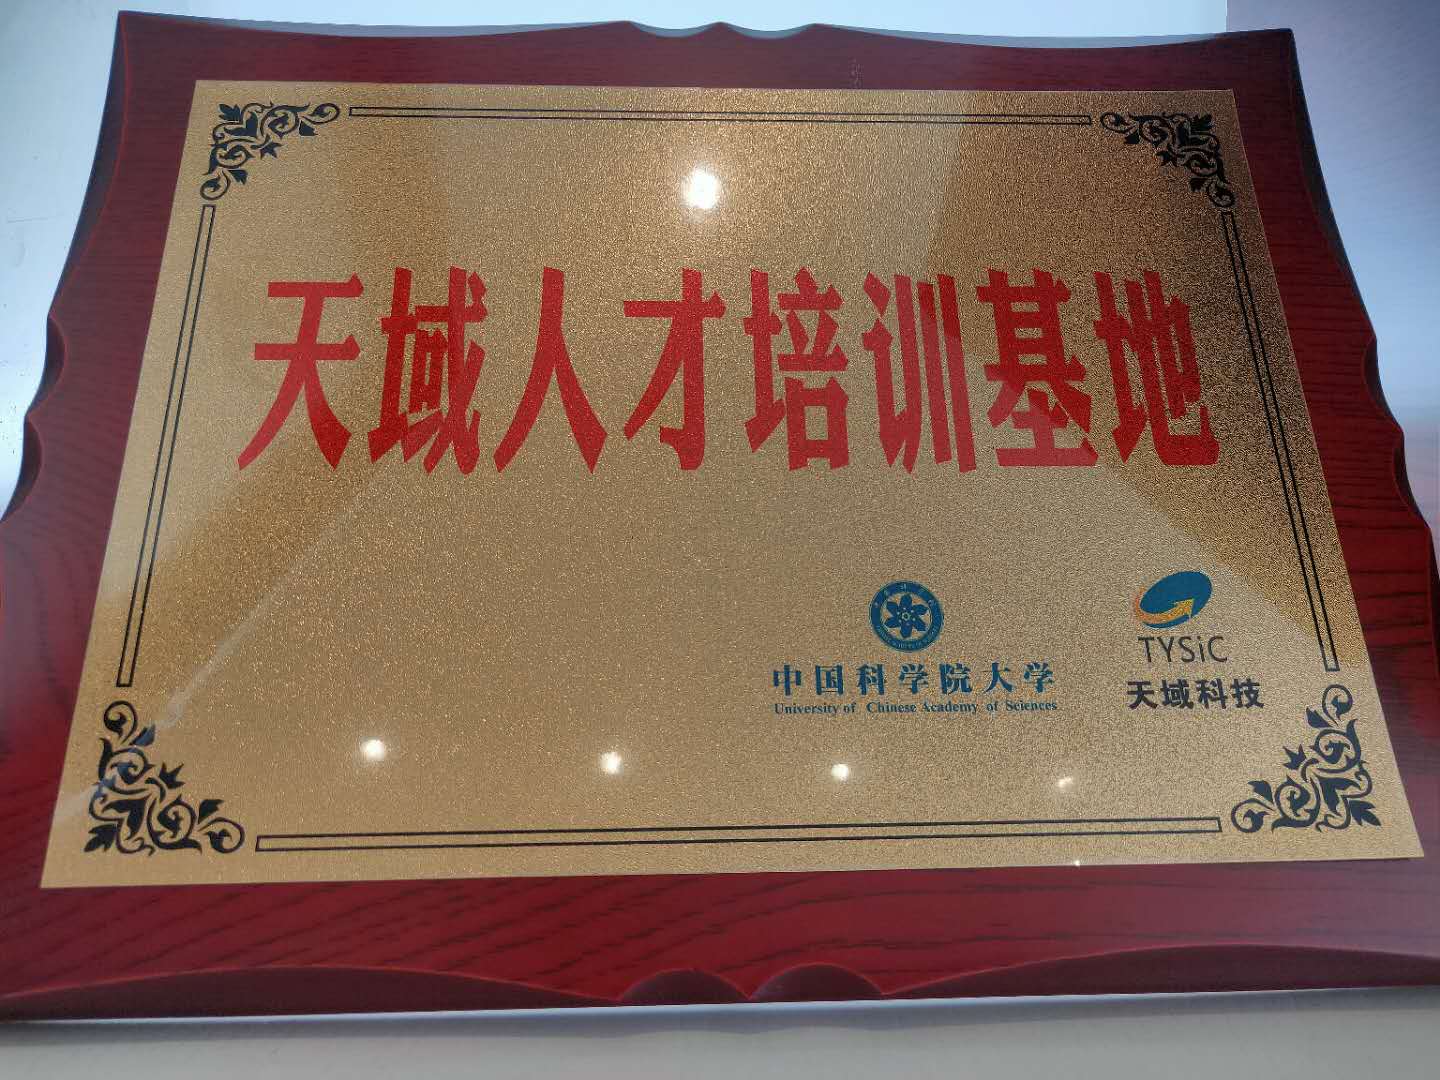 天域人才培训基地
中国科学院大学
University of Chinese Academy of Sciences
TYSiC
天域科技